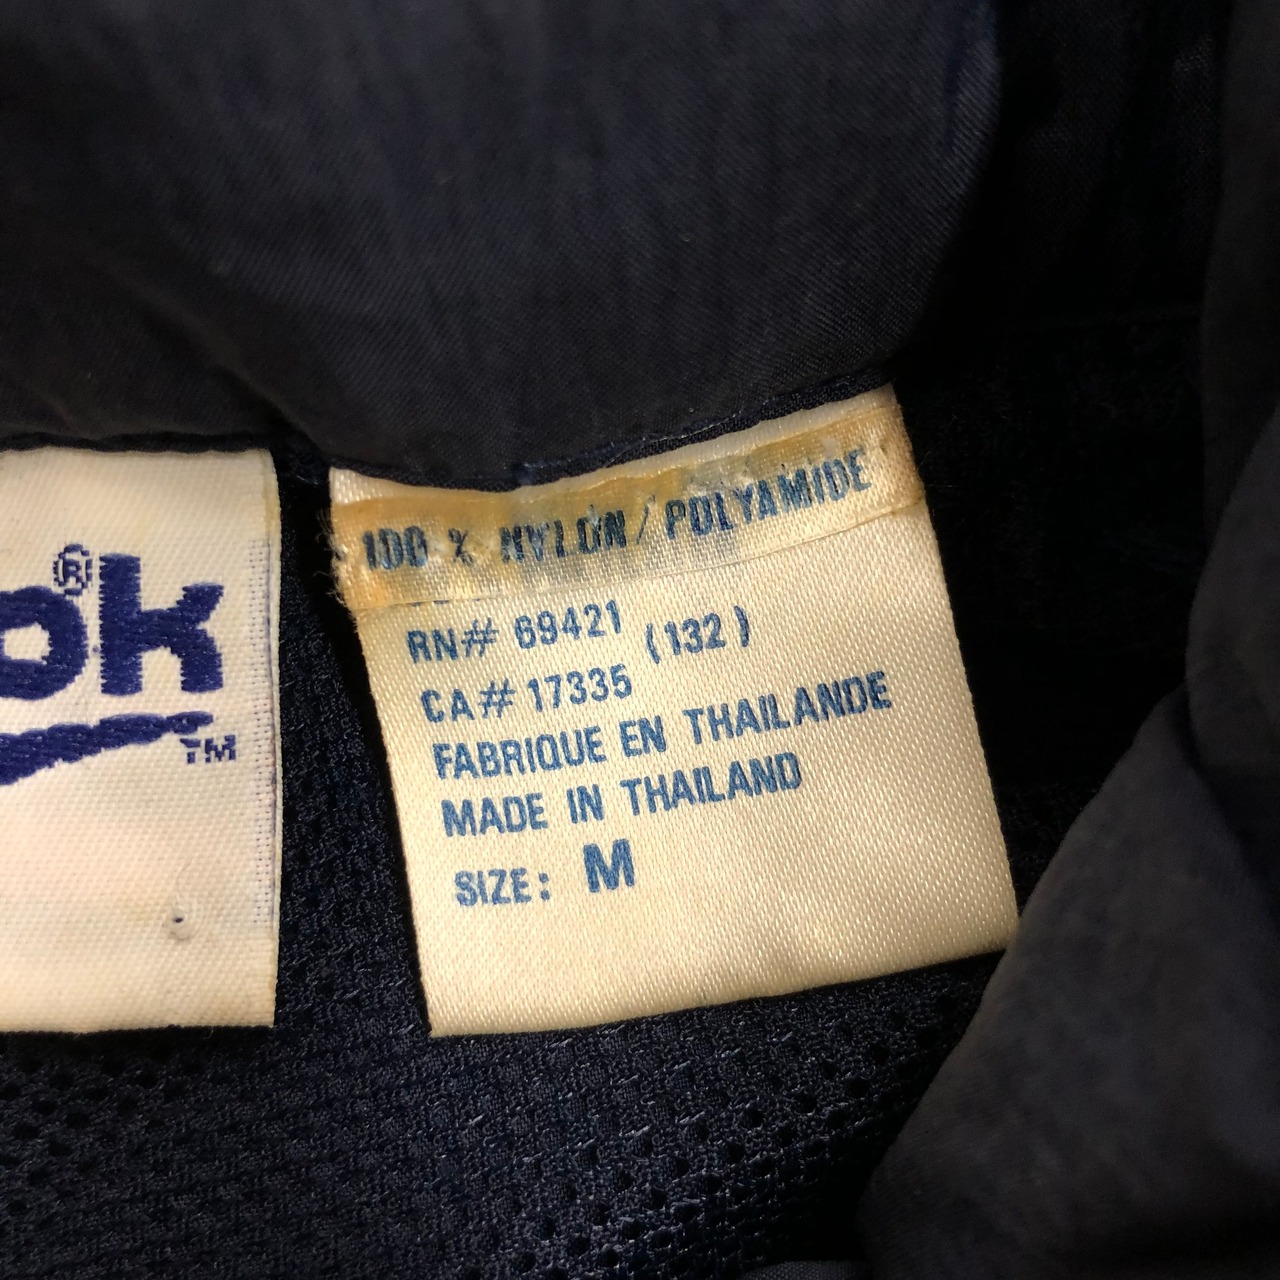 ok®
TM
100 % NYLON / POLYAMIDE
RN# 69421 (132)
CA# 17335
FABRIQUE EN THAILANDE
MADE IN THAILAND
SIZE: M